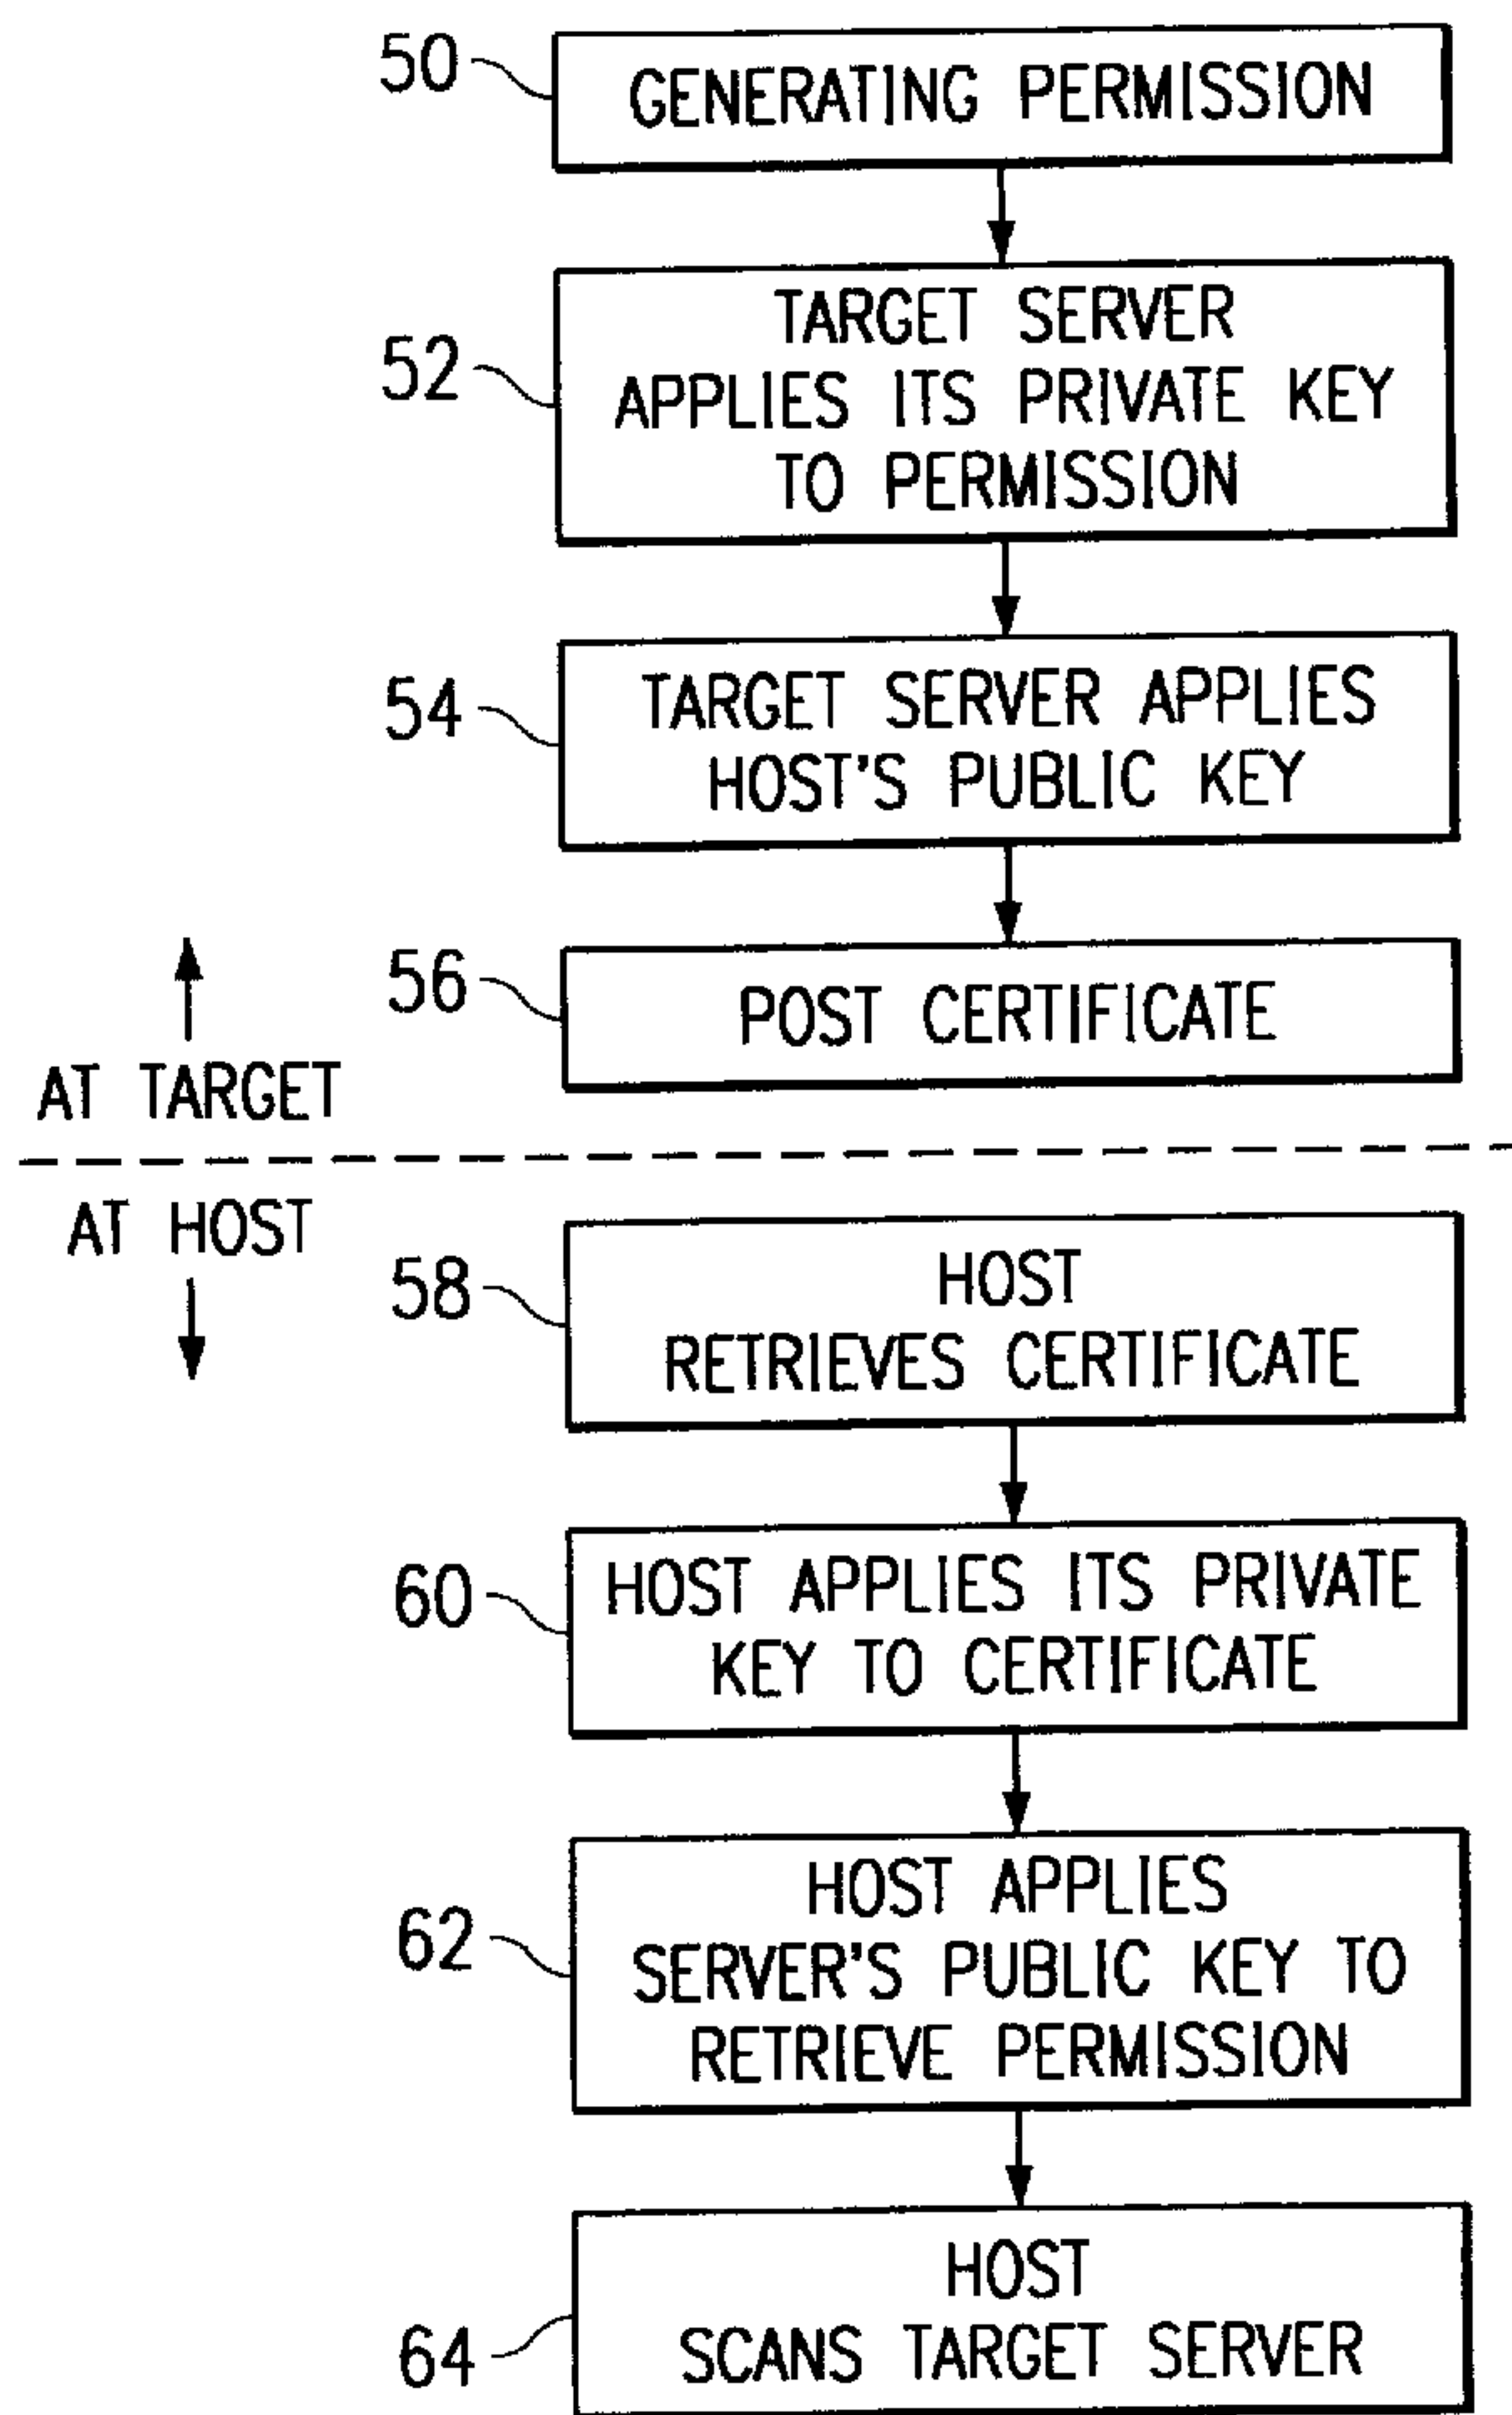 50
GENERATING PERMISSION
52
TARGET SERVER
APPLIES ITS PRIVATE KEY
TO PERMISSION
54
TARGET SERVER APPLIES
HOST'S PUBLIC KEY
56
POST CERTIFICATE
AT TARGET
AT HOST
58
HOST
RETRIEVES CERTIFICATE
60
HOST APPLIES ITS PRIVATE
KEY TO CERTIFICATE
62
HOST APPLIES
SERVER'S PUBLIC KEY TO
RETRIEVE PERMISSION
64
HOST
SCANS TARGET SERVER